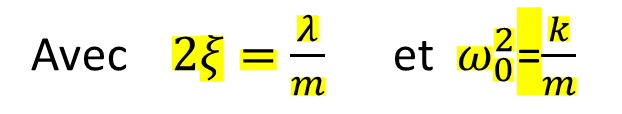 Avec 2ξ = λ/m et ω₀² = k/m